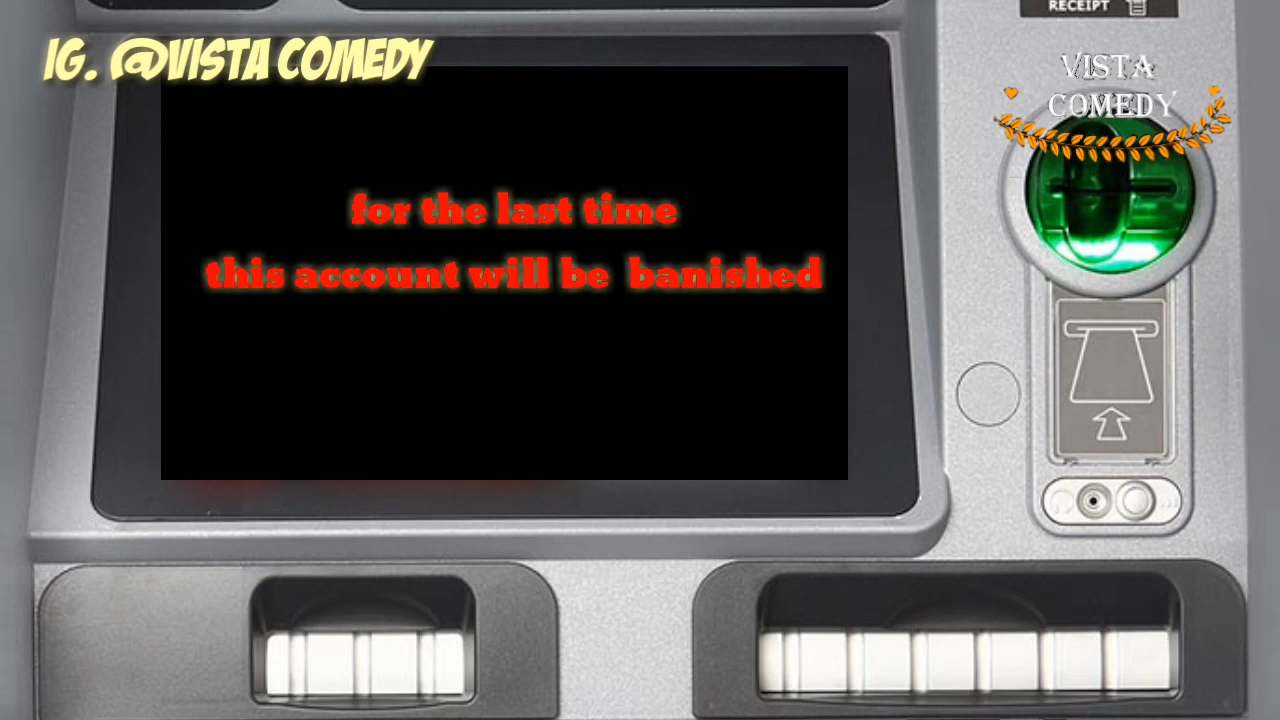 RECEIPT
IG. @VISTA COMEDY
VISTA
COMEDY
for the last time
this account will be banished